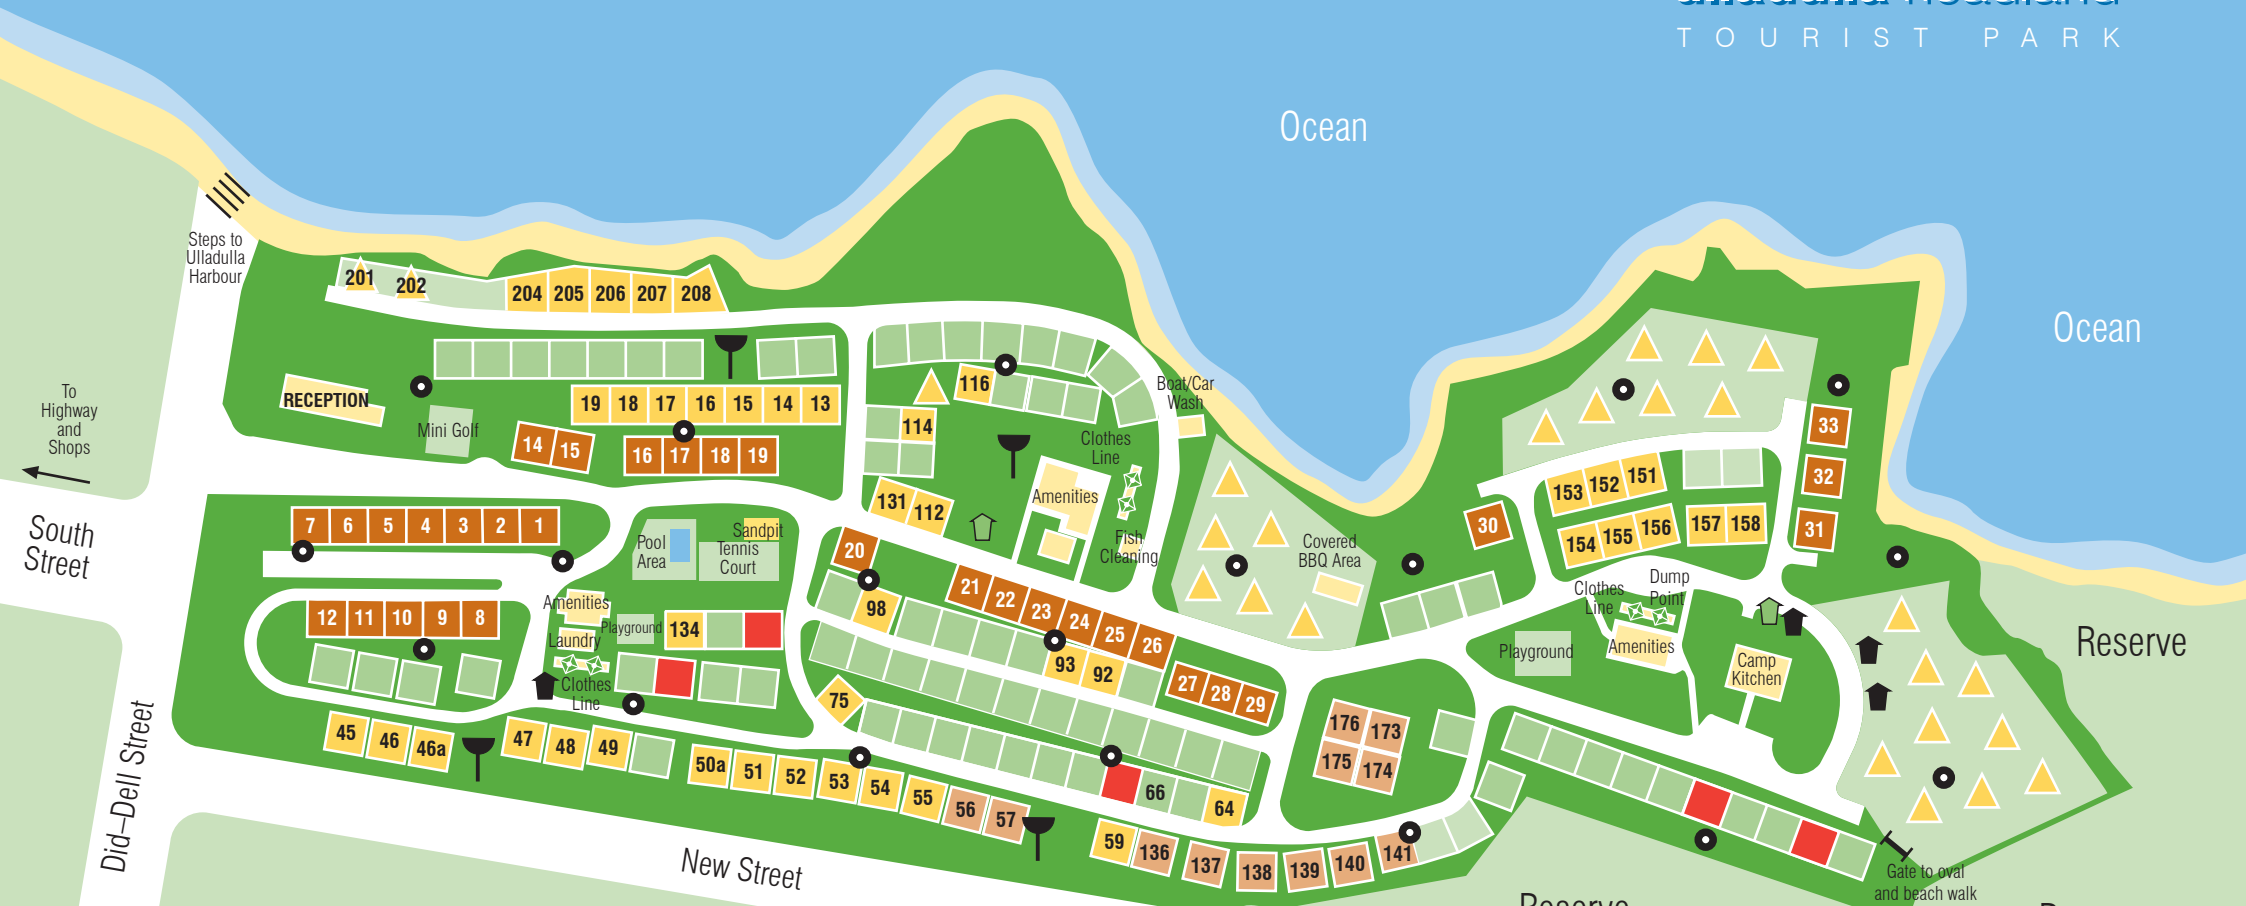 TOURIST PARK
Ocean
Ocean
Steps to
Ulladulla
Harbour
201
202
204
205
206
207
208
RECEPTION
Mini Golf
19
18
17
16
15
14
13
14
15
16
17
18
19
To
Highway
and
Shops
South
Street
7
6
5
4
3
2
1
12
11
10
9
8
Pool
Area
Sandpit
Tennis
Court
Amenities
Laundry
Playground
134
Clothes
Line
116
114
131
112
Amenities
Clothes
Line
Fish
Cleaning
Boat/Car
Wash
20
98
21
22
23
24
25
26
93
92
27
28
29
75
66
64
Covered
BBQ Area
30
153
152
151
154
155
156
157
158
33
32
31
Clothes
Line
Dump
Point
Amenities
Playground
Camp
Kitchen
Reserve
176
173
175
174
45
46
46a
47
48
49
50a
51
52
53
54
55
56
57
59
136
137
138
139
140
141
Did–Dell Street
New Street
Gate to oval
and beach walk
Reserve